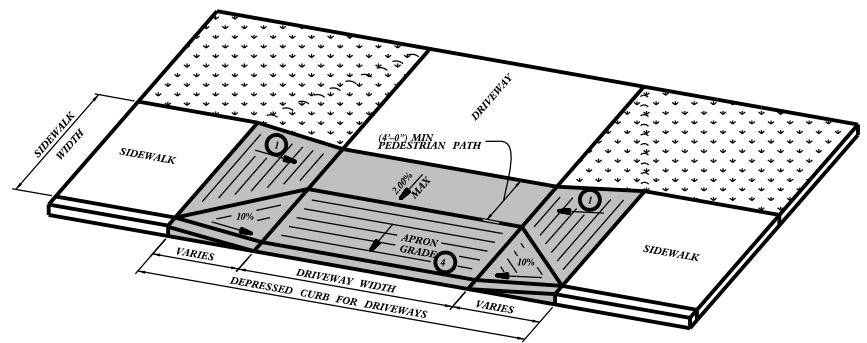 DRIVEWAY
(4'-0") MIN
PEDESTRIAN PATH
SIDEWALK
WIDTH
SIDEWALK
1
2.00%
MAX
1
10%
APRON
GRADE
4
10%
SIDEWALK
VARIES
DRIVEWAY WIDTH
VARIES
DEPRESSED CURB FOR DRIVEWAYS